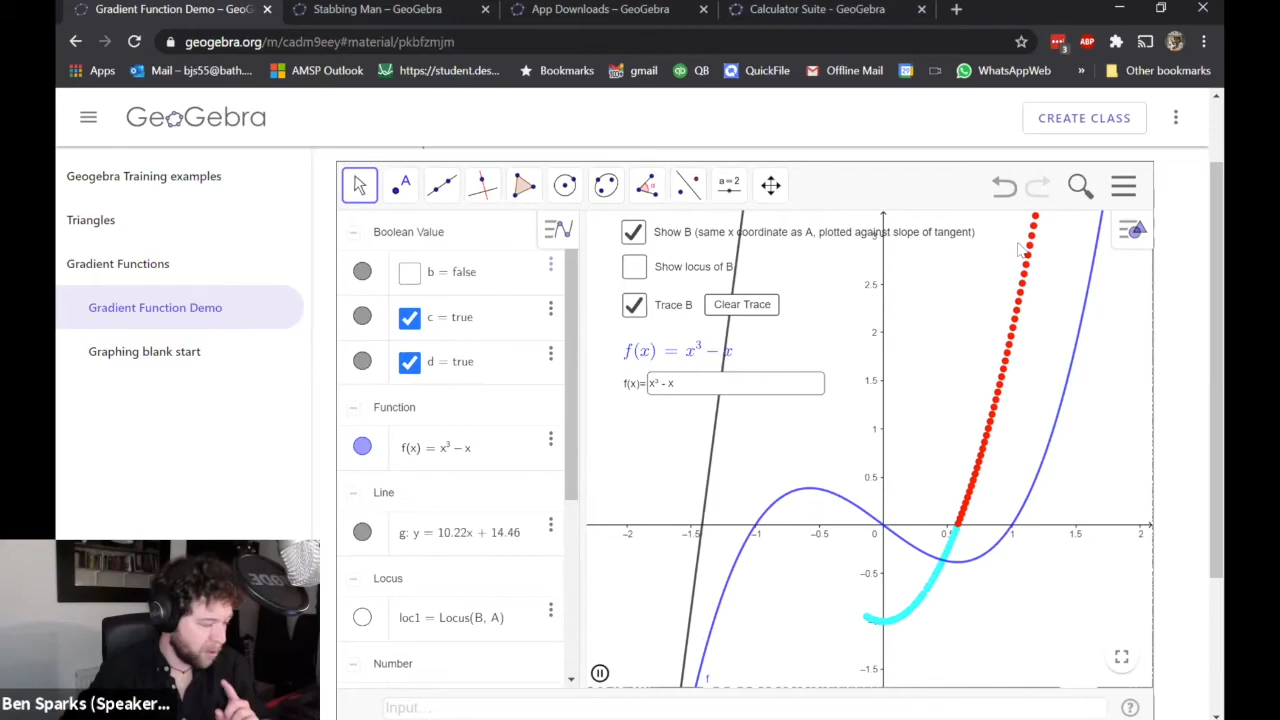 Gradient Function Demo – GeoG
Stabbing Man – GeoGebra
App Downloads – GeoGebra
Calculator Suite - GeoGebra
geogebra.org/m/cadm9eey#material/pkbfzmjm
3
ABP
Apps
Mail – bjs55@bath....
AMSP Outlook
https://student.des...
Bookmarks
gmail
QB
QuickFile
Offline Mail
WhatsAppWeb
»
Other bookmarks
GeoGebra
CREATE CLASS
Geogebra Training examples
Triangles
Gradient Functions
Gradient Function Demo
Graphing blank start
A
a=2
Boolean Value
b = false
c = true
d = true
Function
f(x) = x³ − x
Line
g: y = 10.22x + 14.46
Locus
loc1 = Locus(B, A)
Number
Show B (same x coordinate as A, plotted against slope of tangent)
Show locus of B
Trace B
Clear Trace
f(x) = x³ − x
f(x)= x³ - x
3
2.5
2
1.5
1
0.5
−2
−1.5
−1
−0.5
0
0.5
1
1.5
2
−0.5
−1.5
f
Input...
Ben Sparks (Speaker...